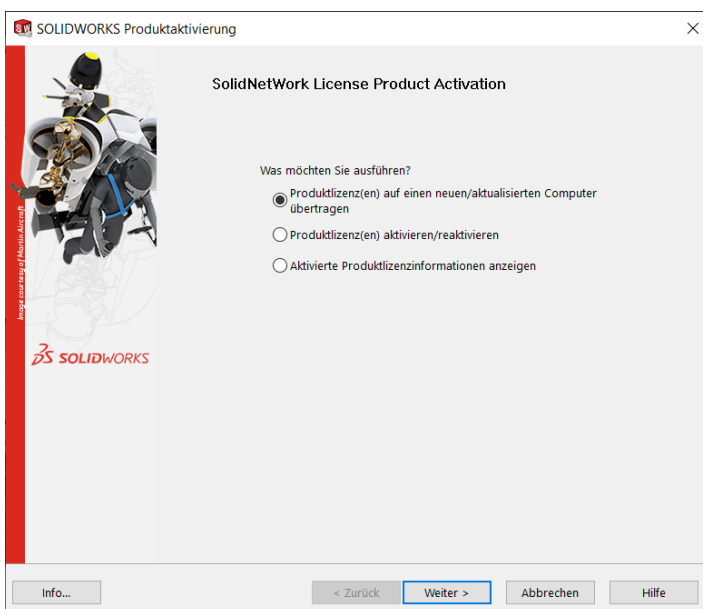 SOLIDWORKS Produktaktivierung
SolidNetWork License Product Activation
Was möchten Sie ausführen?
Produktlizenz(en) auf einen neuen/aktualisierten Computer
übertragen
Produktlizenz(en) aktivieren/reaktivieren
Aktivierte Produktlizenzinformationen anzeigen
Image courtesy of Martin Aircraft
SOLIDWORKS
Info...
< Zurück
Weiter >
Abbrechen
Hilfe